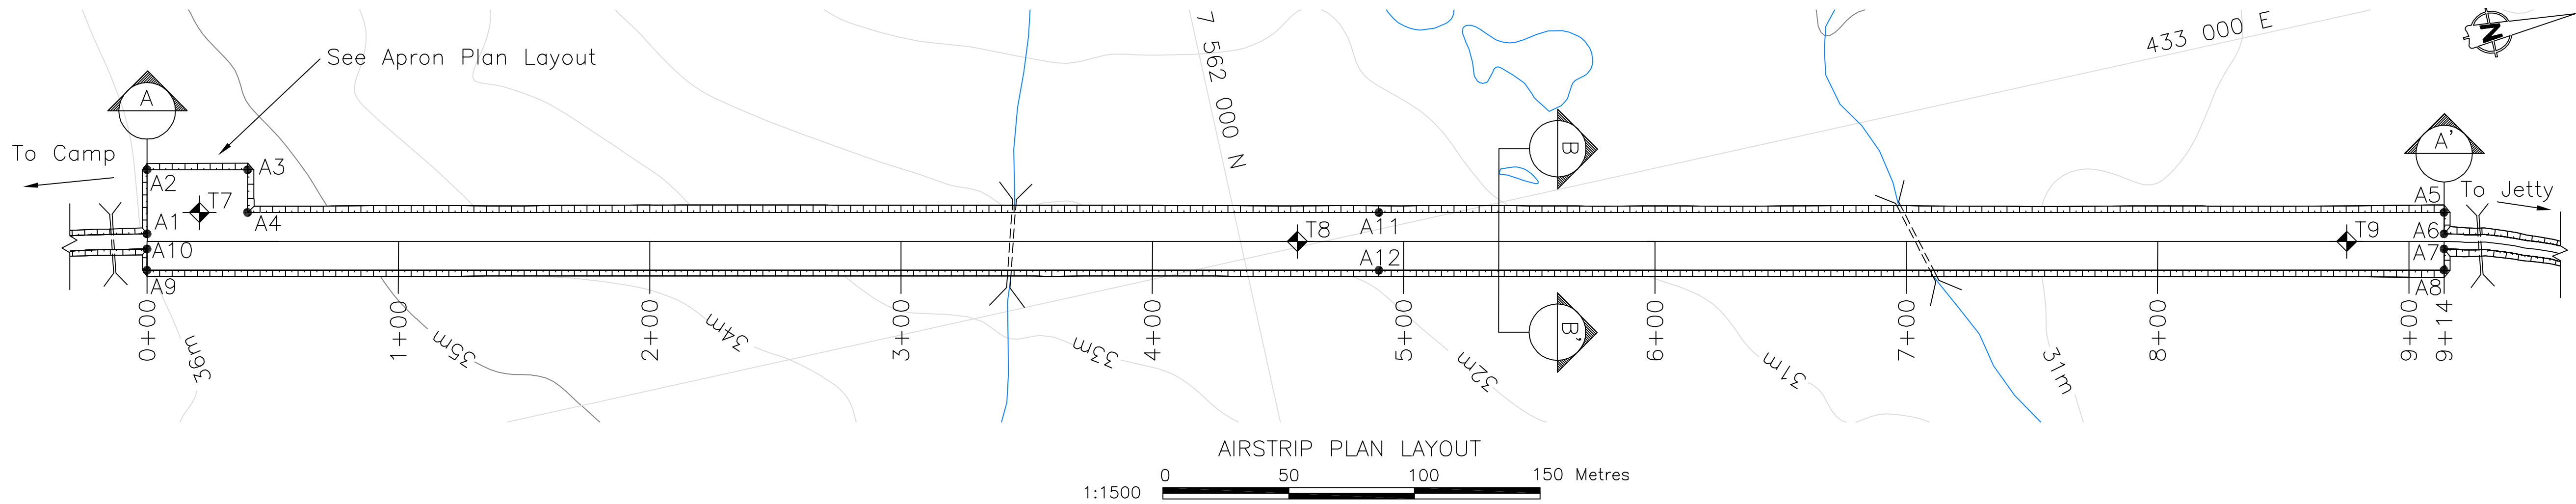 See Apron Plan Layout
7 562 000 N
433 000 E
N
A
B
A'
To Camp
To Jetty
A2
A3
T7
A1
A4
A10
A9
T8
A11
A12
T9
A5
A6
A7
A8
B'
0+00
1+00
2+00
3+00
4+00
5+00
6+00
7+00
8+00
9+00
9+14
36m
35m
34m
33m
32m
31m
31m
AIRSTRIP PLAN LAYOUT
0 50 100 150 Metres
1:1500